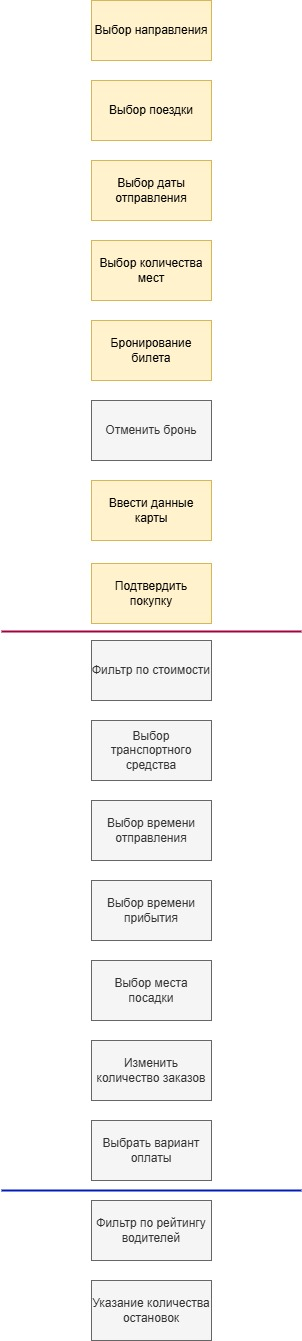 Выбор направления
Выбор поездки
Выбор даты
отправления
Выбор количества
мест
Бронирование
билета
Отменить бронь
Ввести данные
карты
Подтвердить
покупку
Фильтр по стоимости
Выбор
транспортного
средства
Выбор времени
отправления
Выбор времени
прибытия
Выбор места
посадки
Изменить
количество заказов
Выбрать вариант
оплаты
Фильтр по рейтингу
водителей
Указание количества
остановок